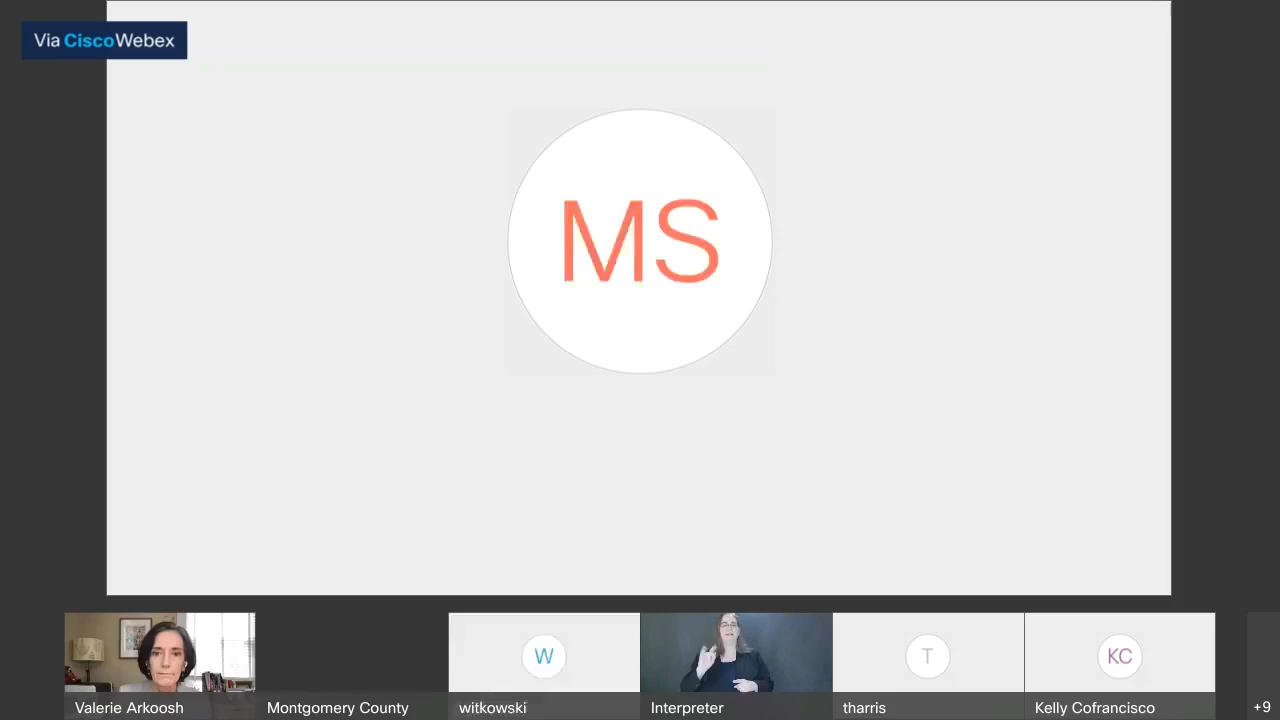 Via CiscoWebex
MS
W
T
KC
Valerie Arkoosh
Montgomery County
witkowski
Interpreter
tharris
Kelly Cofrancisco
+9